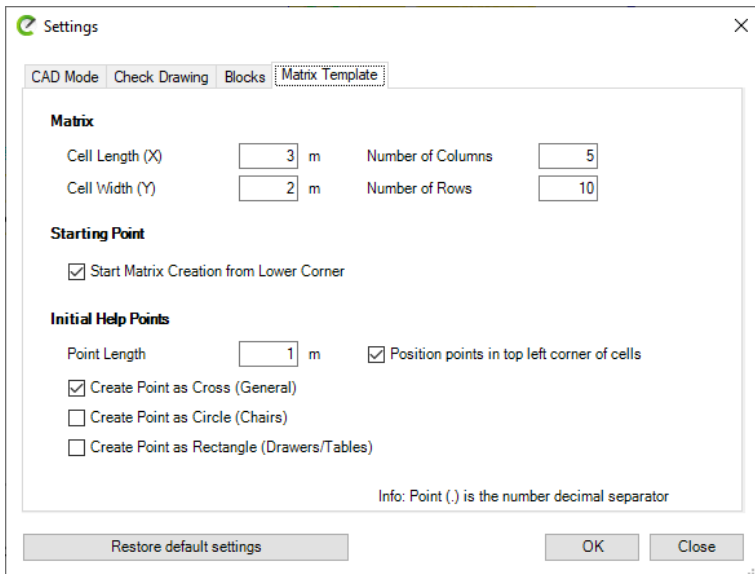 Settings
CAD Mode Check Drawing Blocks Matrix Template
Matrix
Cell Length (X) 3 m Number of Columns 5
Cell Width (Y) 2 m Number of Rows 10
Starting Point
Start Matrix Creation from Lower Corner
Initial Help Points
Point Length 1 m Position points in top left corner of cells
Create Point as Cross (General)
Create Point as Circle (Chairs)
Create Point as Rectangle (Drawers/Tables)
Info: Point (.) is the number decimal separator
Restore default settings OK Close